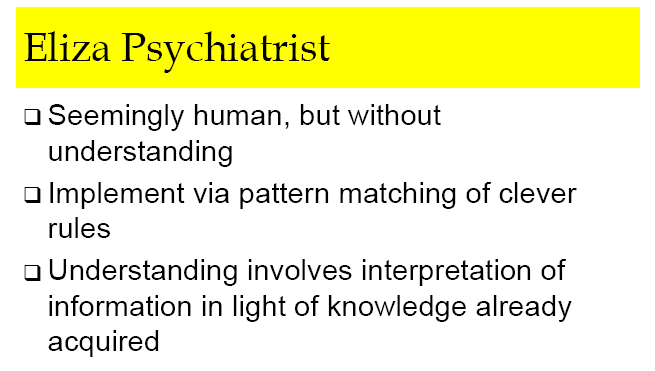 Eliza Psychiatrist
❑ Seemingly human, but without
understanding
❑ Implement via pattern matching of clever
rules
❑ Understanding involves interpretation of
information in light of knowledge already
acquired